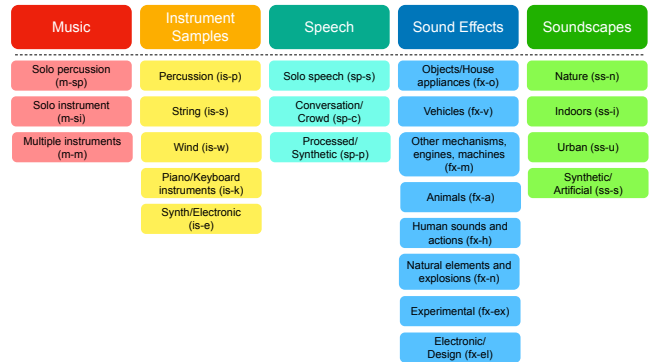 Music
Instrument
Samples
Speech
Sound Effects
Soundscapes
Solo percussion
(m-sp)
Solo instrument
(m-si)
Multiple instruments
(m-m)
Percussion (is-p)
String (is-s)
Wind (is-w)
Piano/Keyboard
instruments (is-k)
Synth/Electronic
(is-e)
Solo speech (sp-s)
Conversation/
Crowd (sp-c)
Processed/
Synthetic (sp-p)
Objects/House
appliances (fx-o)
Vehicles (fx-v)
Other mechanisms,
engines, machines
(fx-m)
Animals (fx-a)
Human sounds and
actions (fx-h)
Natural elements and
explosions (fx-n)
Experimental (fx-ex)
Electronic/
Design (fx-el)
Nature (ss-n)
Indoors (ss-i)
Urban (ss-u)
Synthetic/
Artificial (ss-s)